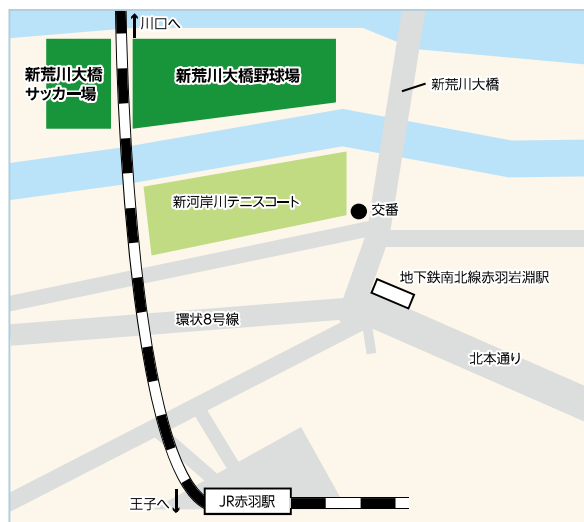 川口へ
新荒川大橋
サッカー場
新荒川大橋野球場
新荒川大橋
新河岸川テニスコート
交番
地下鉄南北線赤羽岩淵駅
環状8号線
北本通り
王子へ
JR赤羽駅